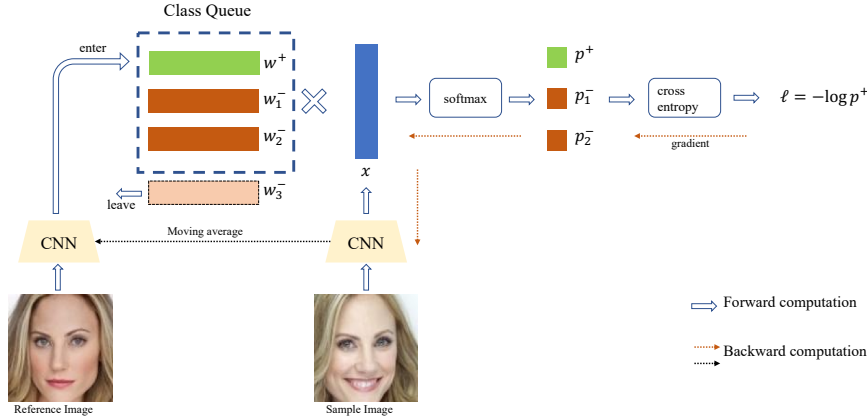 Class Queue
enter
w⁺
w₁⁻
w₂⁻
w₃⁻
leave
x
softmax
p⁺
p₁⁻
p₂⁻
cross
entropy
ℓ = −log p⁺
gradient
Moving average
CNN
CNN
Forward computation
Backward computation
Reference Image
Sample Image